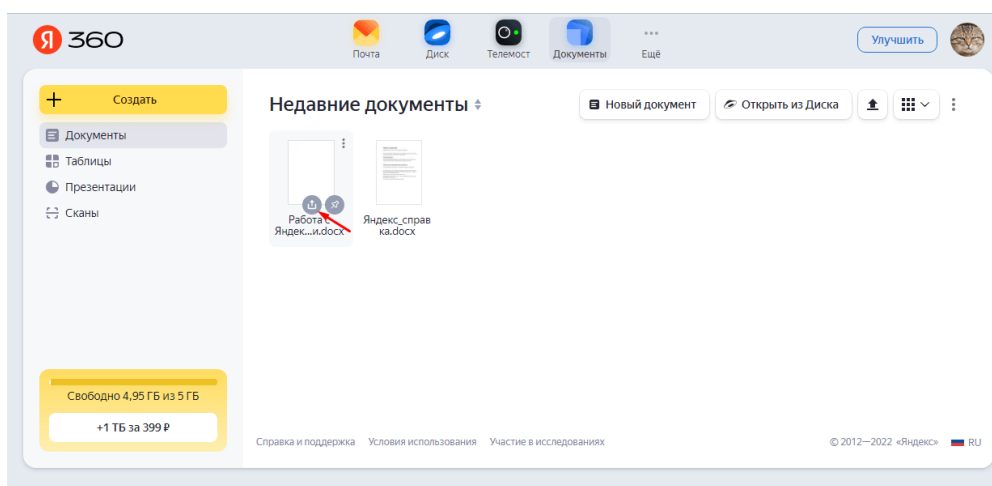 Я 360
Почта
Диск
Телемост
Документы
Ещё
Улучшить
Создать
Документы
Таблицы
Презентации
Сканы
Недавние документы
Новый документ
Открыть из Диска
Работа с
Яндек...и.docx
Яндекс_справ
ка.docx
Свободно 4,95 ГБ из 5 ГБ
+1 ТБ за 399 ₽
Справка и поддержка Условия использования Участие в исследованиях
© 2012—2022 «Яндекс» RU